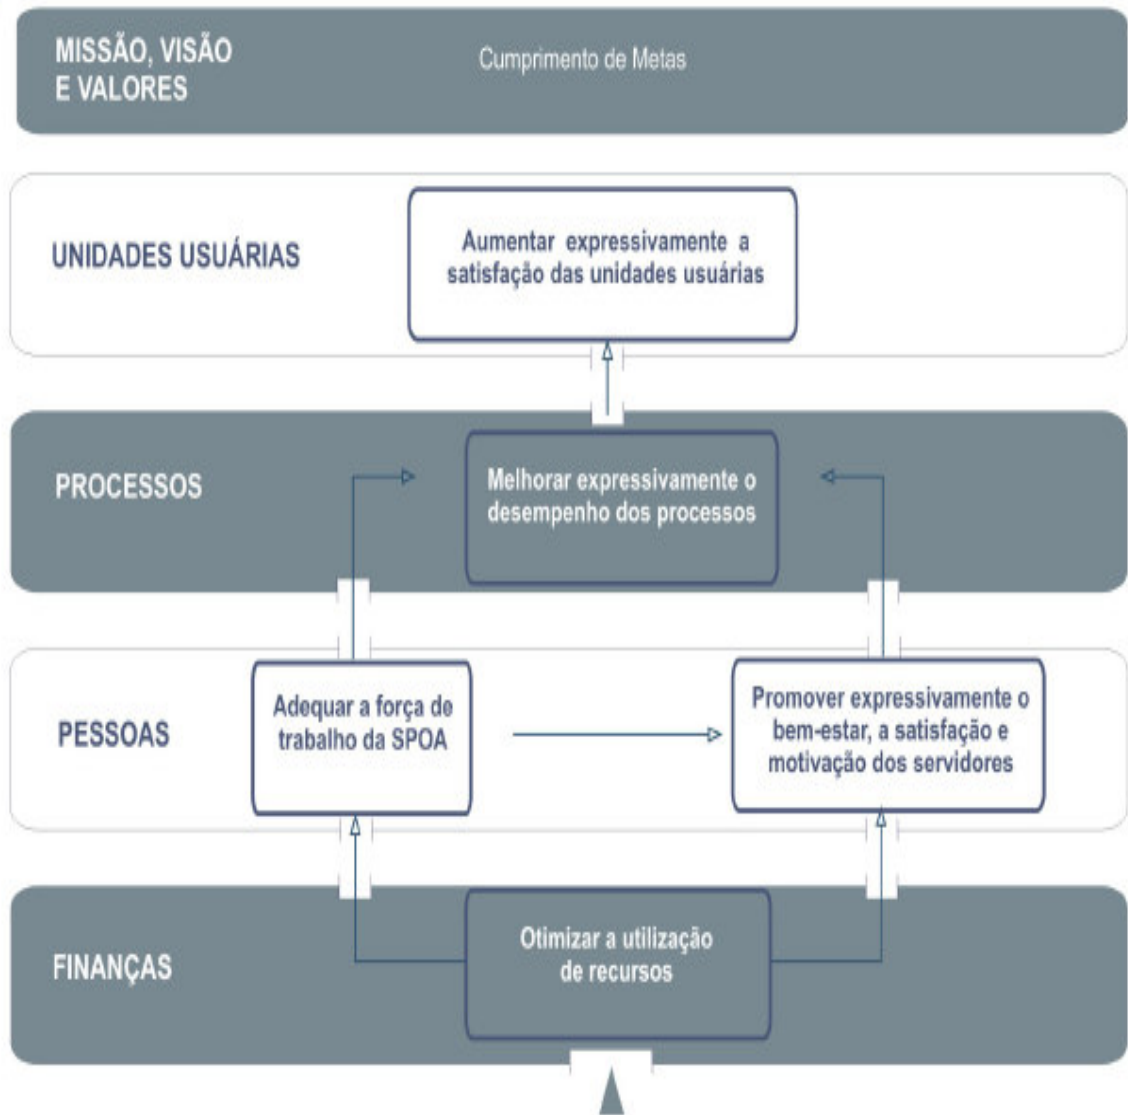 MISSÃO, VISÃO
E VALORES
Cumprimento de Metas
UNIDADES USUÁRIAS
Aumentar expressivamente a
satisfação das unidades usuárias
PROCESSOS
Melhorar expressivamente o
desempenho dos processos
PESSOAS
Adequar a força de
trabalho da SPOA
Promover expressivamente o
bem-estar, a satisfação e
motivação dos servidores
FINANÇAS
Otimizar a utilização
de recursos